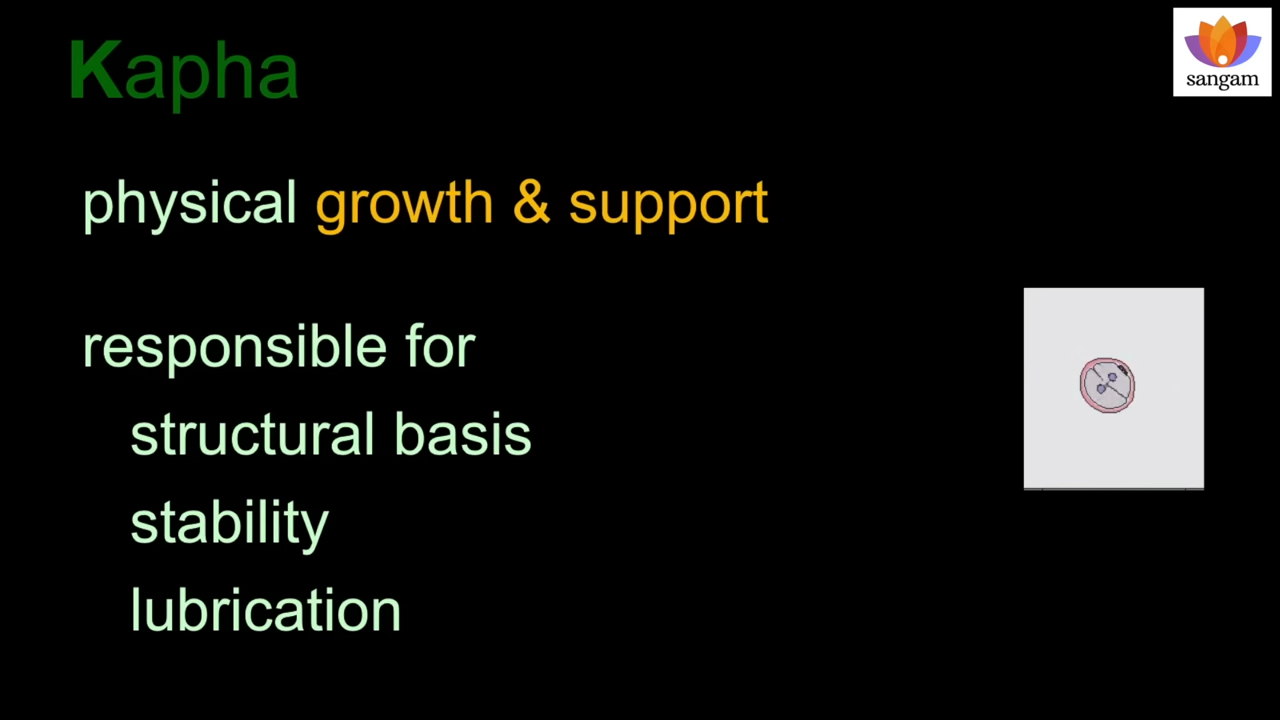 Kapha
sangam
physical growth & support
responsible for
structural basis
stability
lubrication